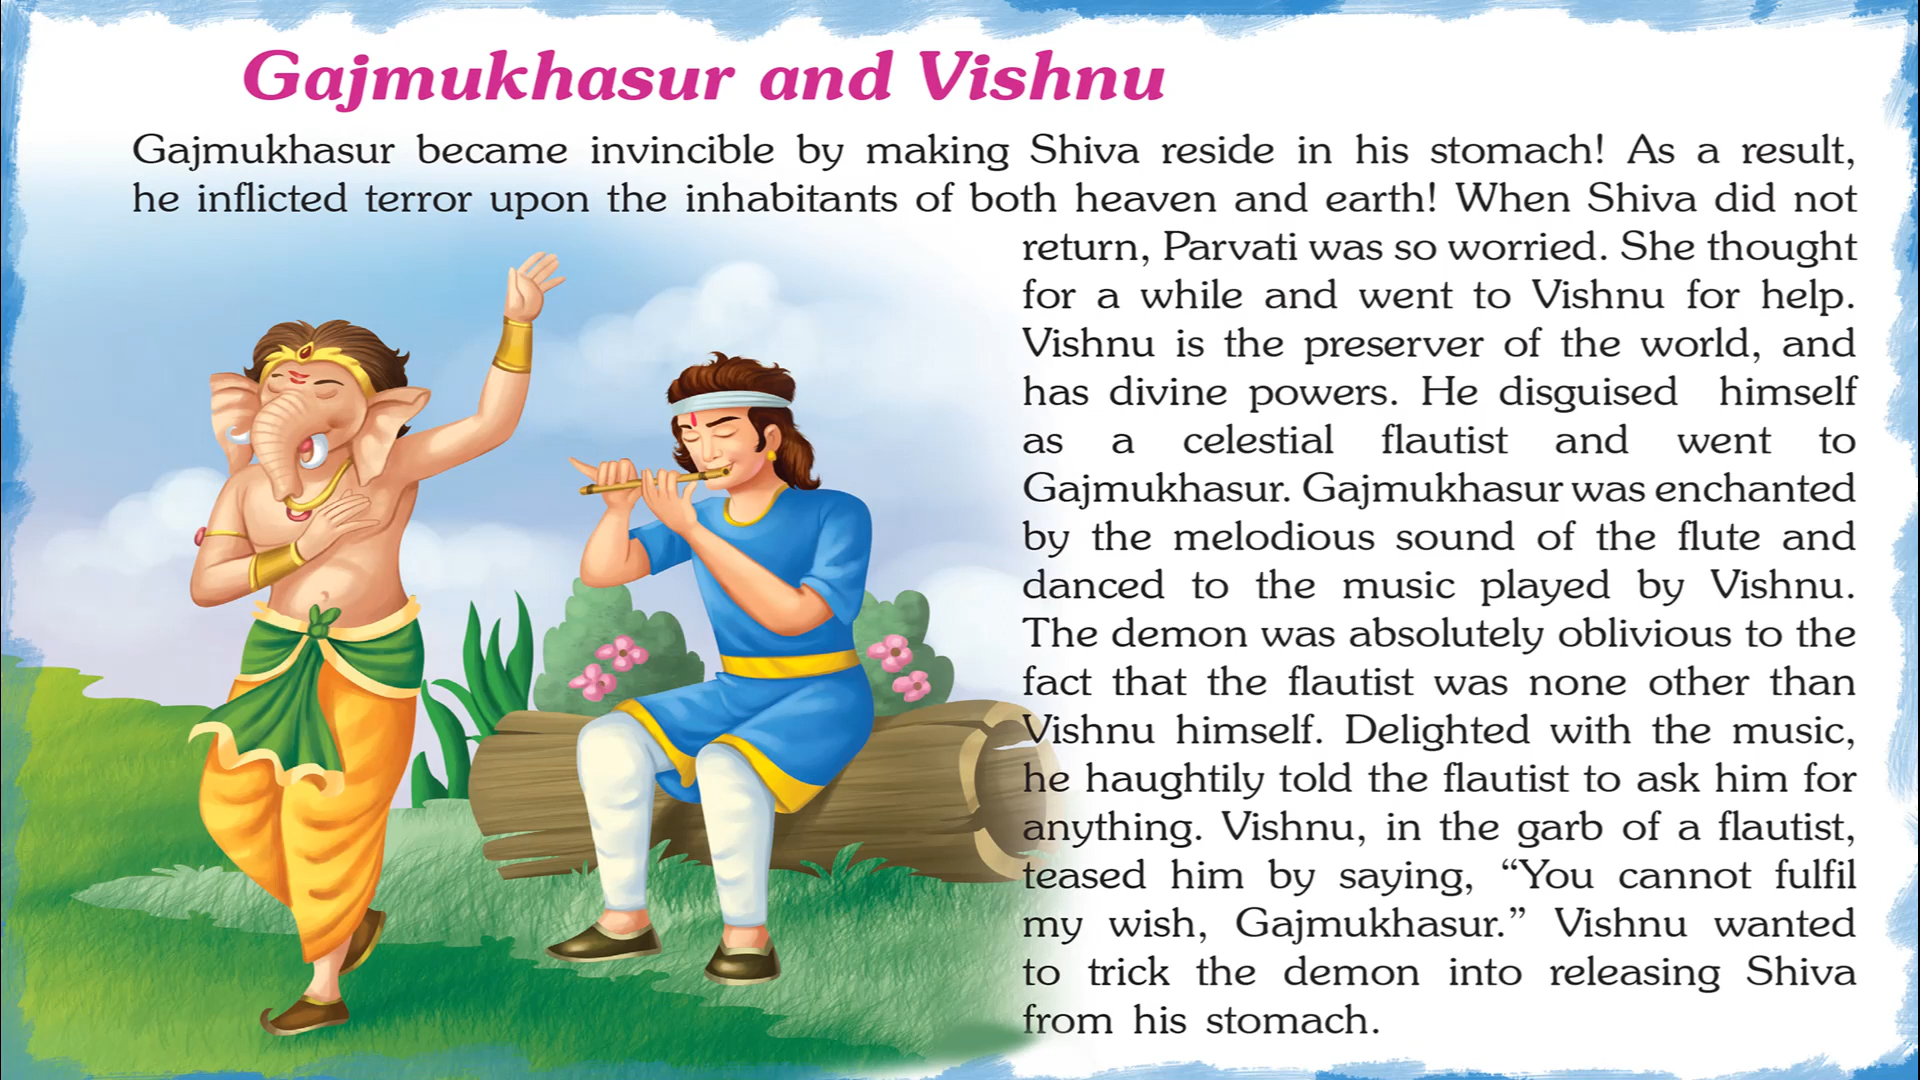 Gajmukhasur and Vishnu
Gajmukhasur became invincible by making Shiva reside in his stomach! As a result,
he inflicted terror upon the inhabitants of both heaven and earth! When Shiva did not
return, Parvati was so worried. She thought
for a while and went to Vishnu for help.
Vishnu is the preserver of the world, and
has divine powers. He disguised himself
as a celestial flautist and went to
Gajmukhasur. Gajmukhasur was enchanted
by the melodious sound of the flute and
danced to the music played by Vishnu.
The demon was absolutely oblivious to the
fact that the flautist was none other than
Vishnu himself. Delighted with the music,
he haughtily told the flautist to ask him for
anything. Vishnu, in the garb of a flautist,
teased him by saying, “You cannot fulfil
my wish, Gajmukhasur.” Vishnu wanted
to trick the demon into releasing Shiva
from his stomach.